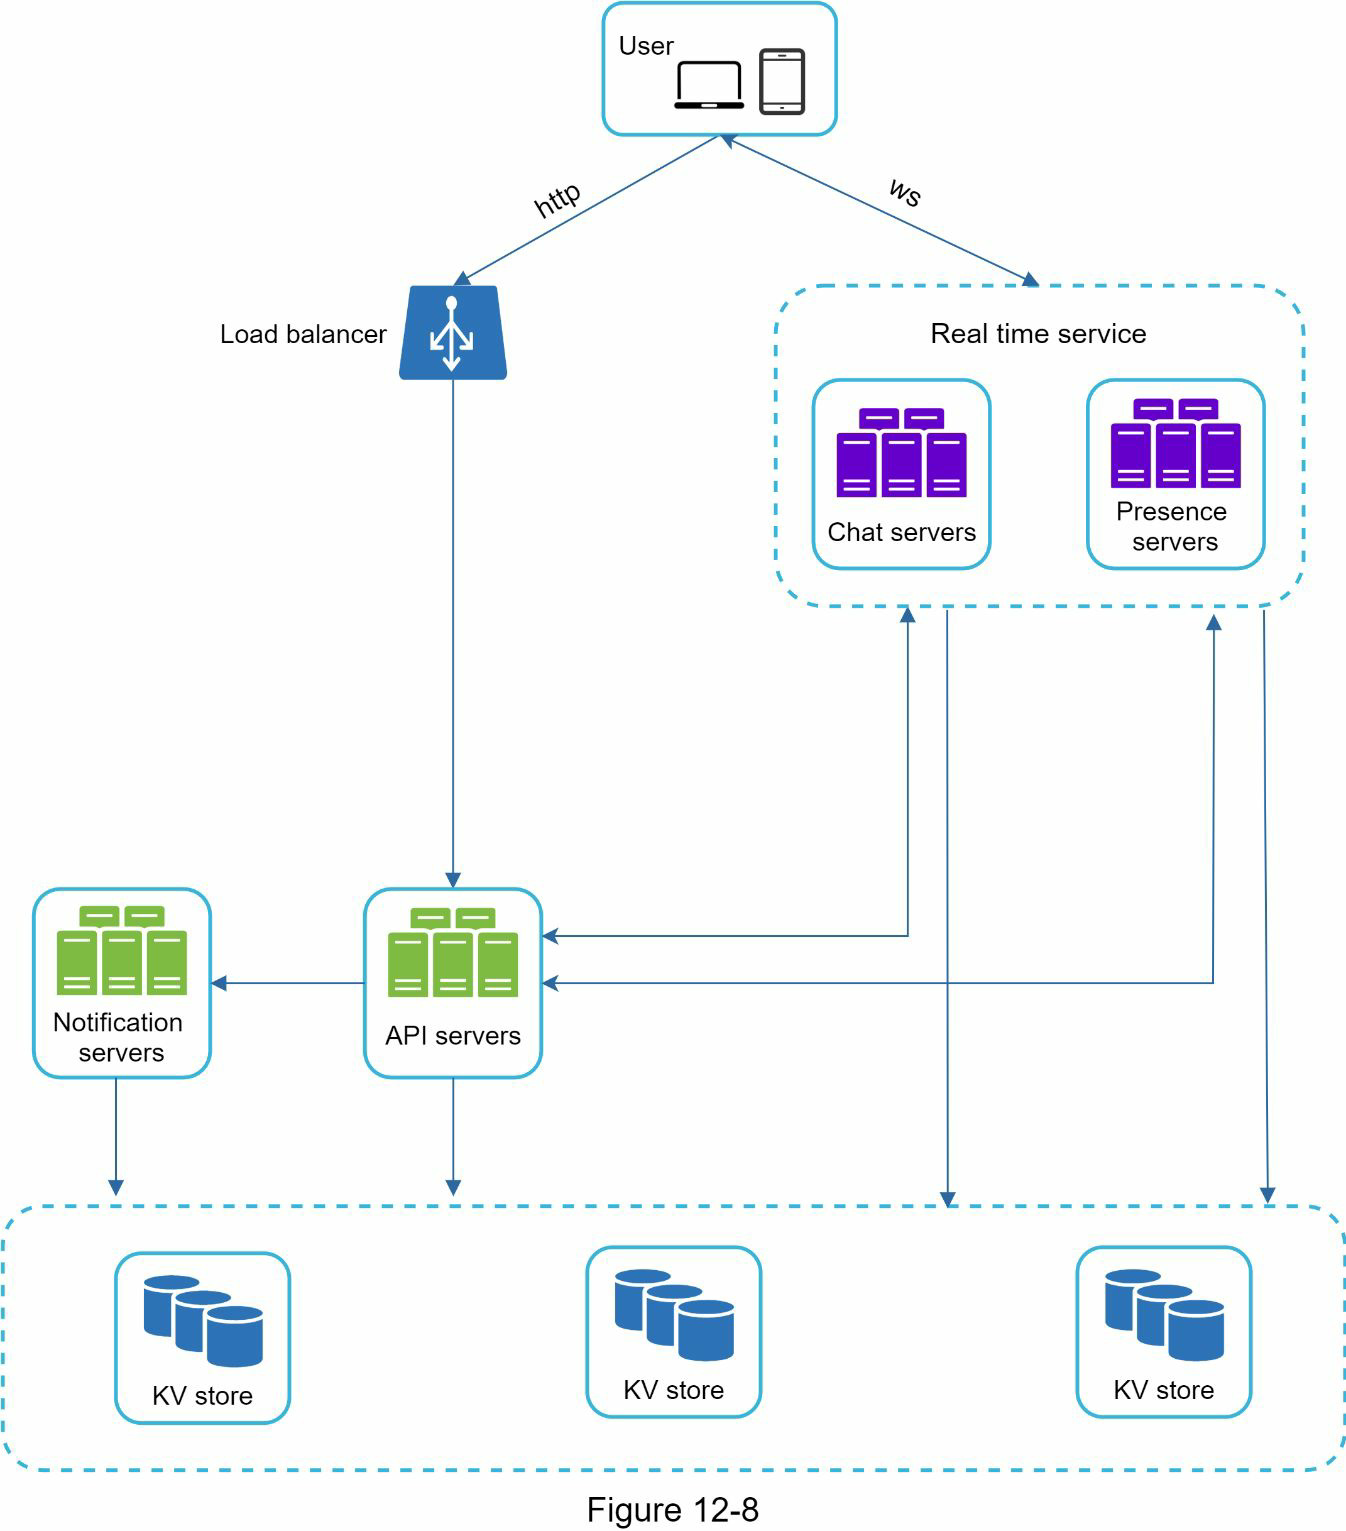 User
http
ws
Load balancer
Real time service
Chat servers
Presence
servers
Notification
servers
API servers
KV store
KV store
KV store
Figure 12-8